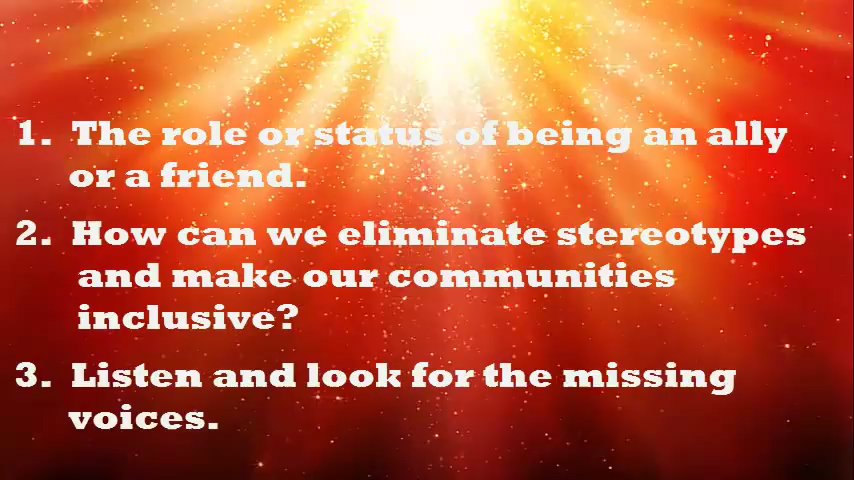 1. The role or status of being an ally
or a friend.
2. How can we eliminate stereotypes
and make our communities
inclusive?
3. Listen and look for the missing
voices.